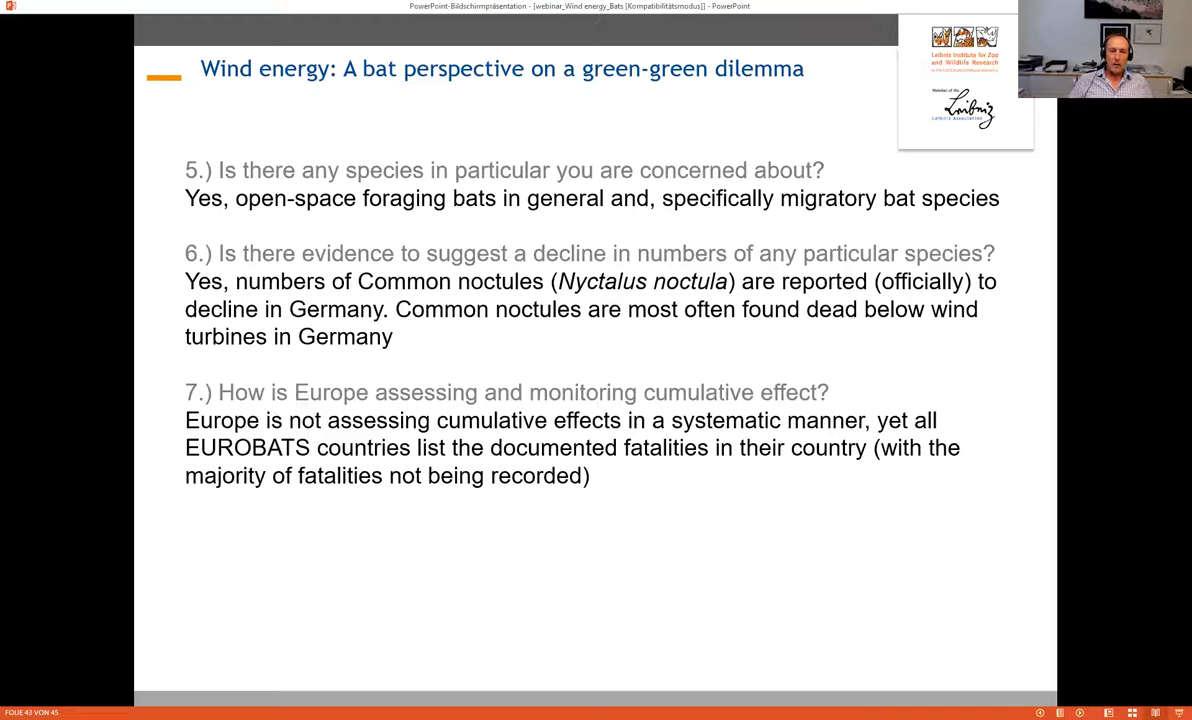 PowerPoint-Bildschirmpräsentation - [webinar_Wind energy_Bats [Kompatibilitätsmodus]] - PowerPoint
Wind energy: A bat perspective on a green-green dilemma
Leibniz Institute for Zoo
and Wildlife Research
Member of the
Leibniz
Leibniz Association
5.) Is there any species in particular you are concerned about?
Yes, open-space foraging bats in general and, specifically migratory bat species
6.) Is there evidence to suggest a decline in numbers of any particular species?
Yes, numbers of Common noctules (Nyctalus noctula) are reported (officially) to
decline in Germany. Common noctules are most often found dead below wind
turbines in Germany
7.) How is Europe assessing and monitoring cumulative effect?
Europe is not assessing cumulative effects in a systematic manner, yet all
EUROBATS countries list the documented fatalities in their country (with the
majority of fatalities not being recorded)
FOLIE 43 VON 45